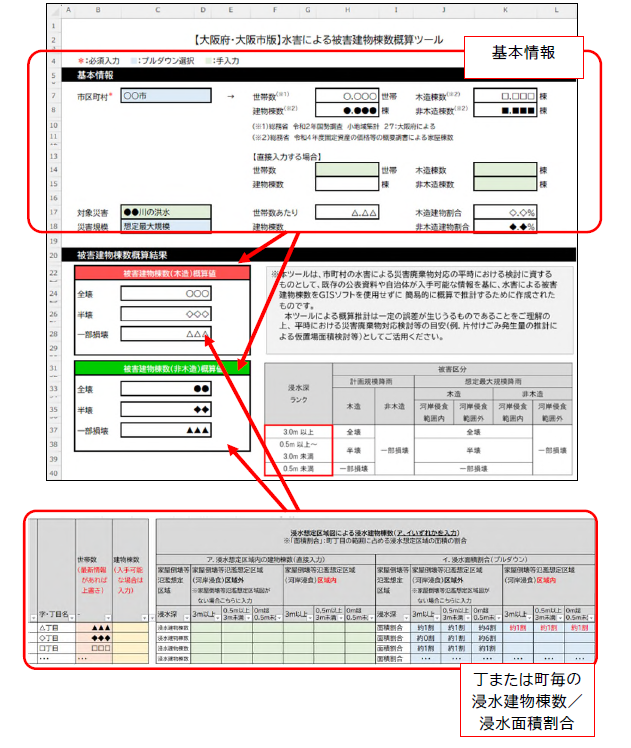 A B C D E F G H I J K L
【大阪府・大阪市版】水害による被害建物棟数概算ツール
基本情報
*：必須入力 ：プルダウン選択 ：手入力
基本情報
市区町村* 〇〇市 → 世帯数(※1) 〇.〇〇〇 世帯 木造棟数(※2) □.□□□ 棟
建物棟数(※2) ●.●●● 棟 非木造棟数(※2) ■.■■■ 棟
(※1)総務省 令和2年国勢調査 小地域集計 27:大阪府による
(※2)総務省 令和4年度固定資産の価格等の概要調書による家屋棟数
【直接入力する場合】
世帯数 世帯 木造棟数 棟
建物棟数 棟 非木造棟数 棟
対象災害 ●●川の洪水 世帯数あたり △.△△ 木造建物割合 ◇.◇%
災害規模 想定最大規模 建物棟数 非木造建物割合 ◆.◆%
被害建物棟数概算結果
被害建物棟数(木造)概算値
全壊 〇〇〇
半壊 ◇◇◇
一部損壊 △△△
※本ツールは、市町村の水害による災害廃棄物対応の平時における検討に資する
ものとして、既存の公表資料や自治体が入手可能な情報を基に、水害による被害
建物棟数をGISソフトを使用せずに 簡易的に概算で推計するために作成された
ものです。
本ツールによる概算推計は一定の誤差が生じうるものであることをご理解の
上、平時における災害廃棄物対応検討等の目安(例. 片付けごみ発生量の推計に
よる仮置場面積検討等)としてご活用ください。
被害建物棟数(非木造)概算値
全壊 ●●
半壊 ◆◆
一部損壊 ▲▲▲
浸水深
ランク
被害区分
計画規模降雨 想定最大規模降雨
木造 非木造 木造 非木造
河岸侵食 河岸侵食 河岸侵食 河岸侵食
範囲内 範囲外 範囲内 範囲外
3.0m 以上 全壊 一部損壊 全壊 一部損壊
0.5m 以上～
3.0m 未満 半壊 半壊
0.5m 未満 一部損壊 一部損壊
浸水想定区域図による浸水建物棟数(ア、イいずれかを入力)
※「面積割合」：町丁目の範囲に占める浸水想定区域の面積の割合
ア. 浸水想定区域内の建物棟数(直接入力) イ. 浸水面積割合(プルダウン)
世帯数
(最新情報
があれば
上書き)
建物棟数
(入手可能
な場合は
入力)
家屋倒壊等
氾濫想定
区域
家屋倒壊等氾濫想定区域
(河岸侵食)区域外
※家屋倒壊等氾濫想定区域図が
ない場合こちらに入力
家屋倒壊等氾濫想定区域
(河岸侵食)区域内
家屋倒壊等
氾濫想定
区域
家屋倒壊等氾濫想定区域
(河岸侵食)区域外
※家屋倒壊等氾濫想定区域図が
ない場合こちらに入力
家屋倒壊等氾濫想定区域
(河岸侵食)区域内
字・丁目名 浸水深 3m以上 0.5m以上3m未満 0m超0.5m未 3m以上 0.5m以上3m未満 0m超0.5m未 浸水深 3m以上 0.5m以上3m未満 0m超0.5m未 3m以上 0.5m以上3m未満 0m超0.5m未
△丁目 ▲▲▲ 浸水建物棟数 面積割合 約1割 約1割 約4割 約1割 約1割 約1割
◇丁目 ◆◆◆ 浸水建物棟数 面積割合 約0割 約1割 約6割
□丁目 □□□ 浸水建物棟数 面積割合 約1割 約1割 約1割
・・・ ・・・ 浸水建物棟数 面積割合 ・・・ ・・・ ・・・ ・・・ ・・・ ・・・
丁または町毎の
浸水建物棟数／
浸水面積割合